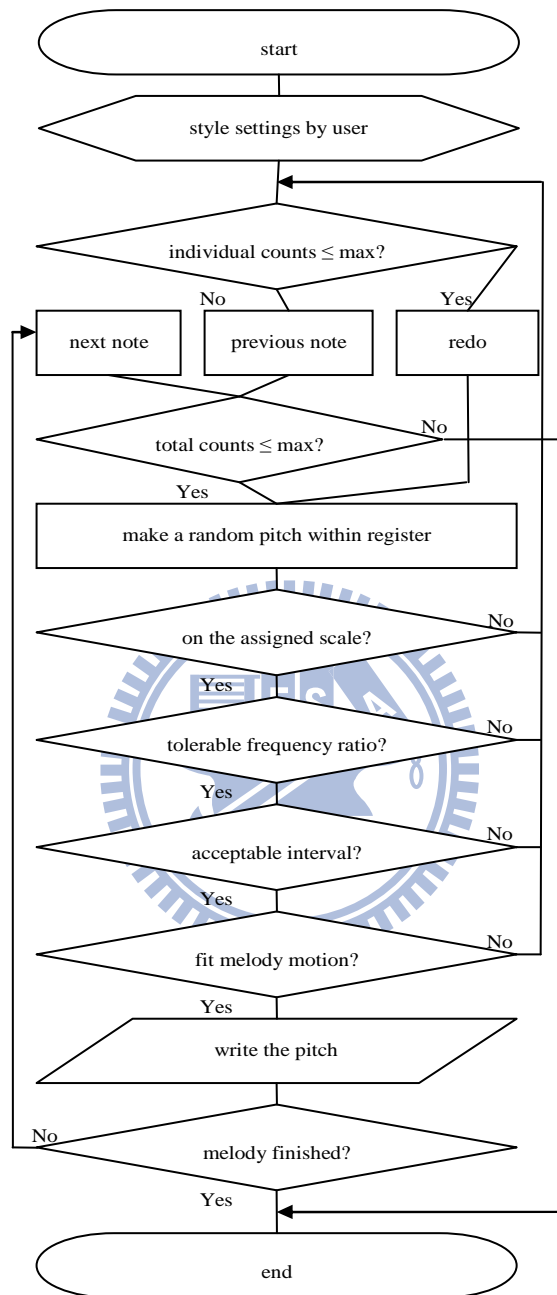 start
style settings by user
individual counts ≤ max?
No
Yes
next note
previous note
redo
No
total counts ≤ max?
Yes
make a random pitch within register
No
on the assigned scale?
Yes
No
tolerable frequency ratio?
Yes
No
acceptable interval?
Yes
No
fit melody motion?
Yes
write the pitch
No
melody finished?
Yes
end